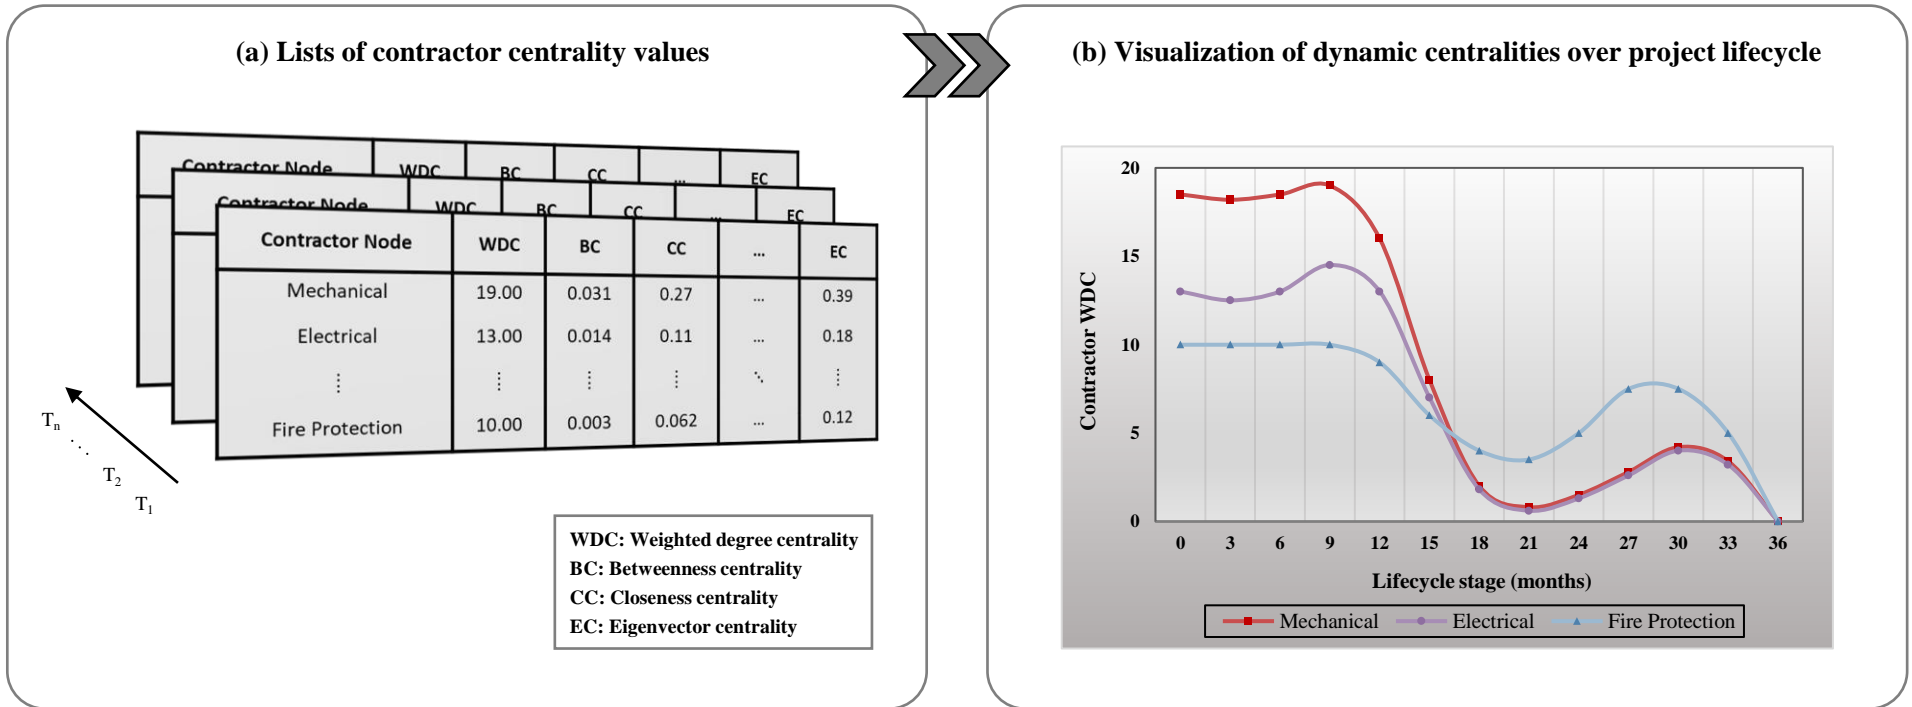 (a) Lists of contractor centrality values
Contractor Node WDC BC CC ... EC
Contractor Node WDC BC CC ... EC
Contractor Node WDC BC CC ... EC
Mechanical 19.00 0.031 0.27 ... 0.39
Electrical 13.00 0.014 0.11 ... 0.18
Fire Protection 10.00 0.003 0.062 ... 0.12
Tn
T2
T1
WDC: Weighted degree centrality
BC: Betweenness centrality
CC: Closeness centrality
EC: Eigenvector centrality
(b) Visualization of dynamic centralities over project lifecycle
Contractor WDC
20
15
10
5
0
0 3 6 9 12 15 18 21 24 27 30 33 36
Lifecycle stage (months)
Mechanical Electrical Fire Protection